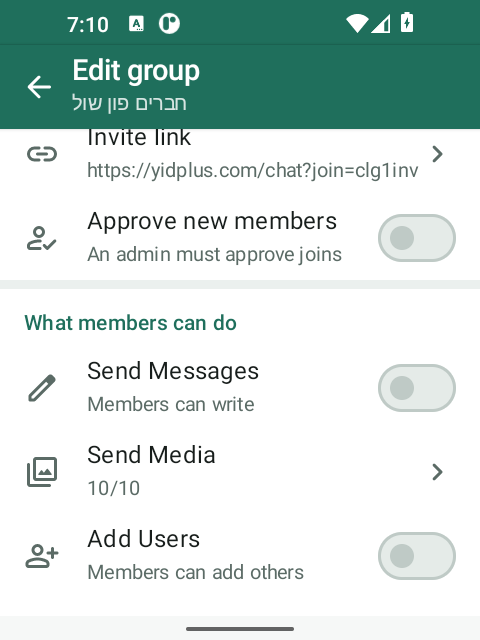 7:10
A
Edit group
חברים פון שול
Invite link
https://yidplus.com/chat?join=clg1inv
Approve new members
An admin must approve joins
What members can do
Send Messages
Members can write
Send Media
10/10
Add Users
Members can add others